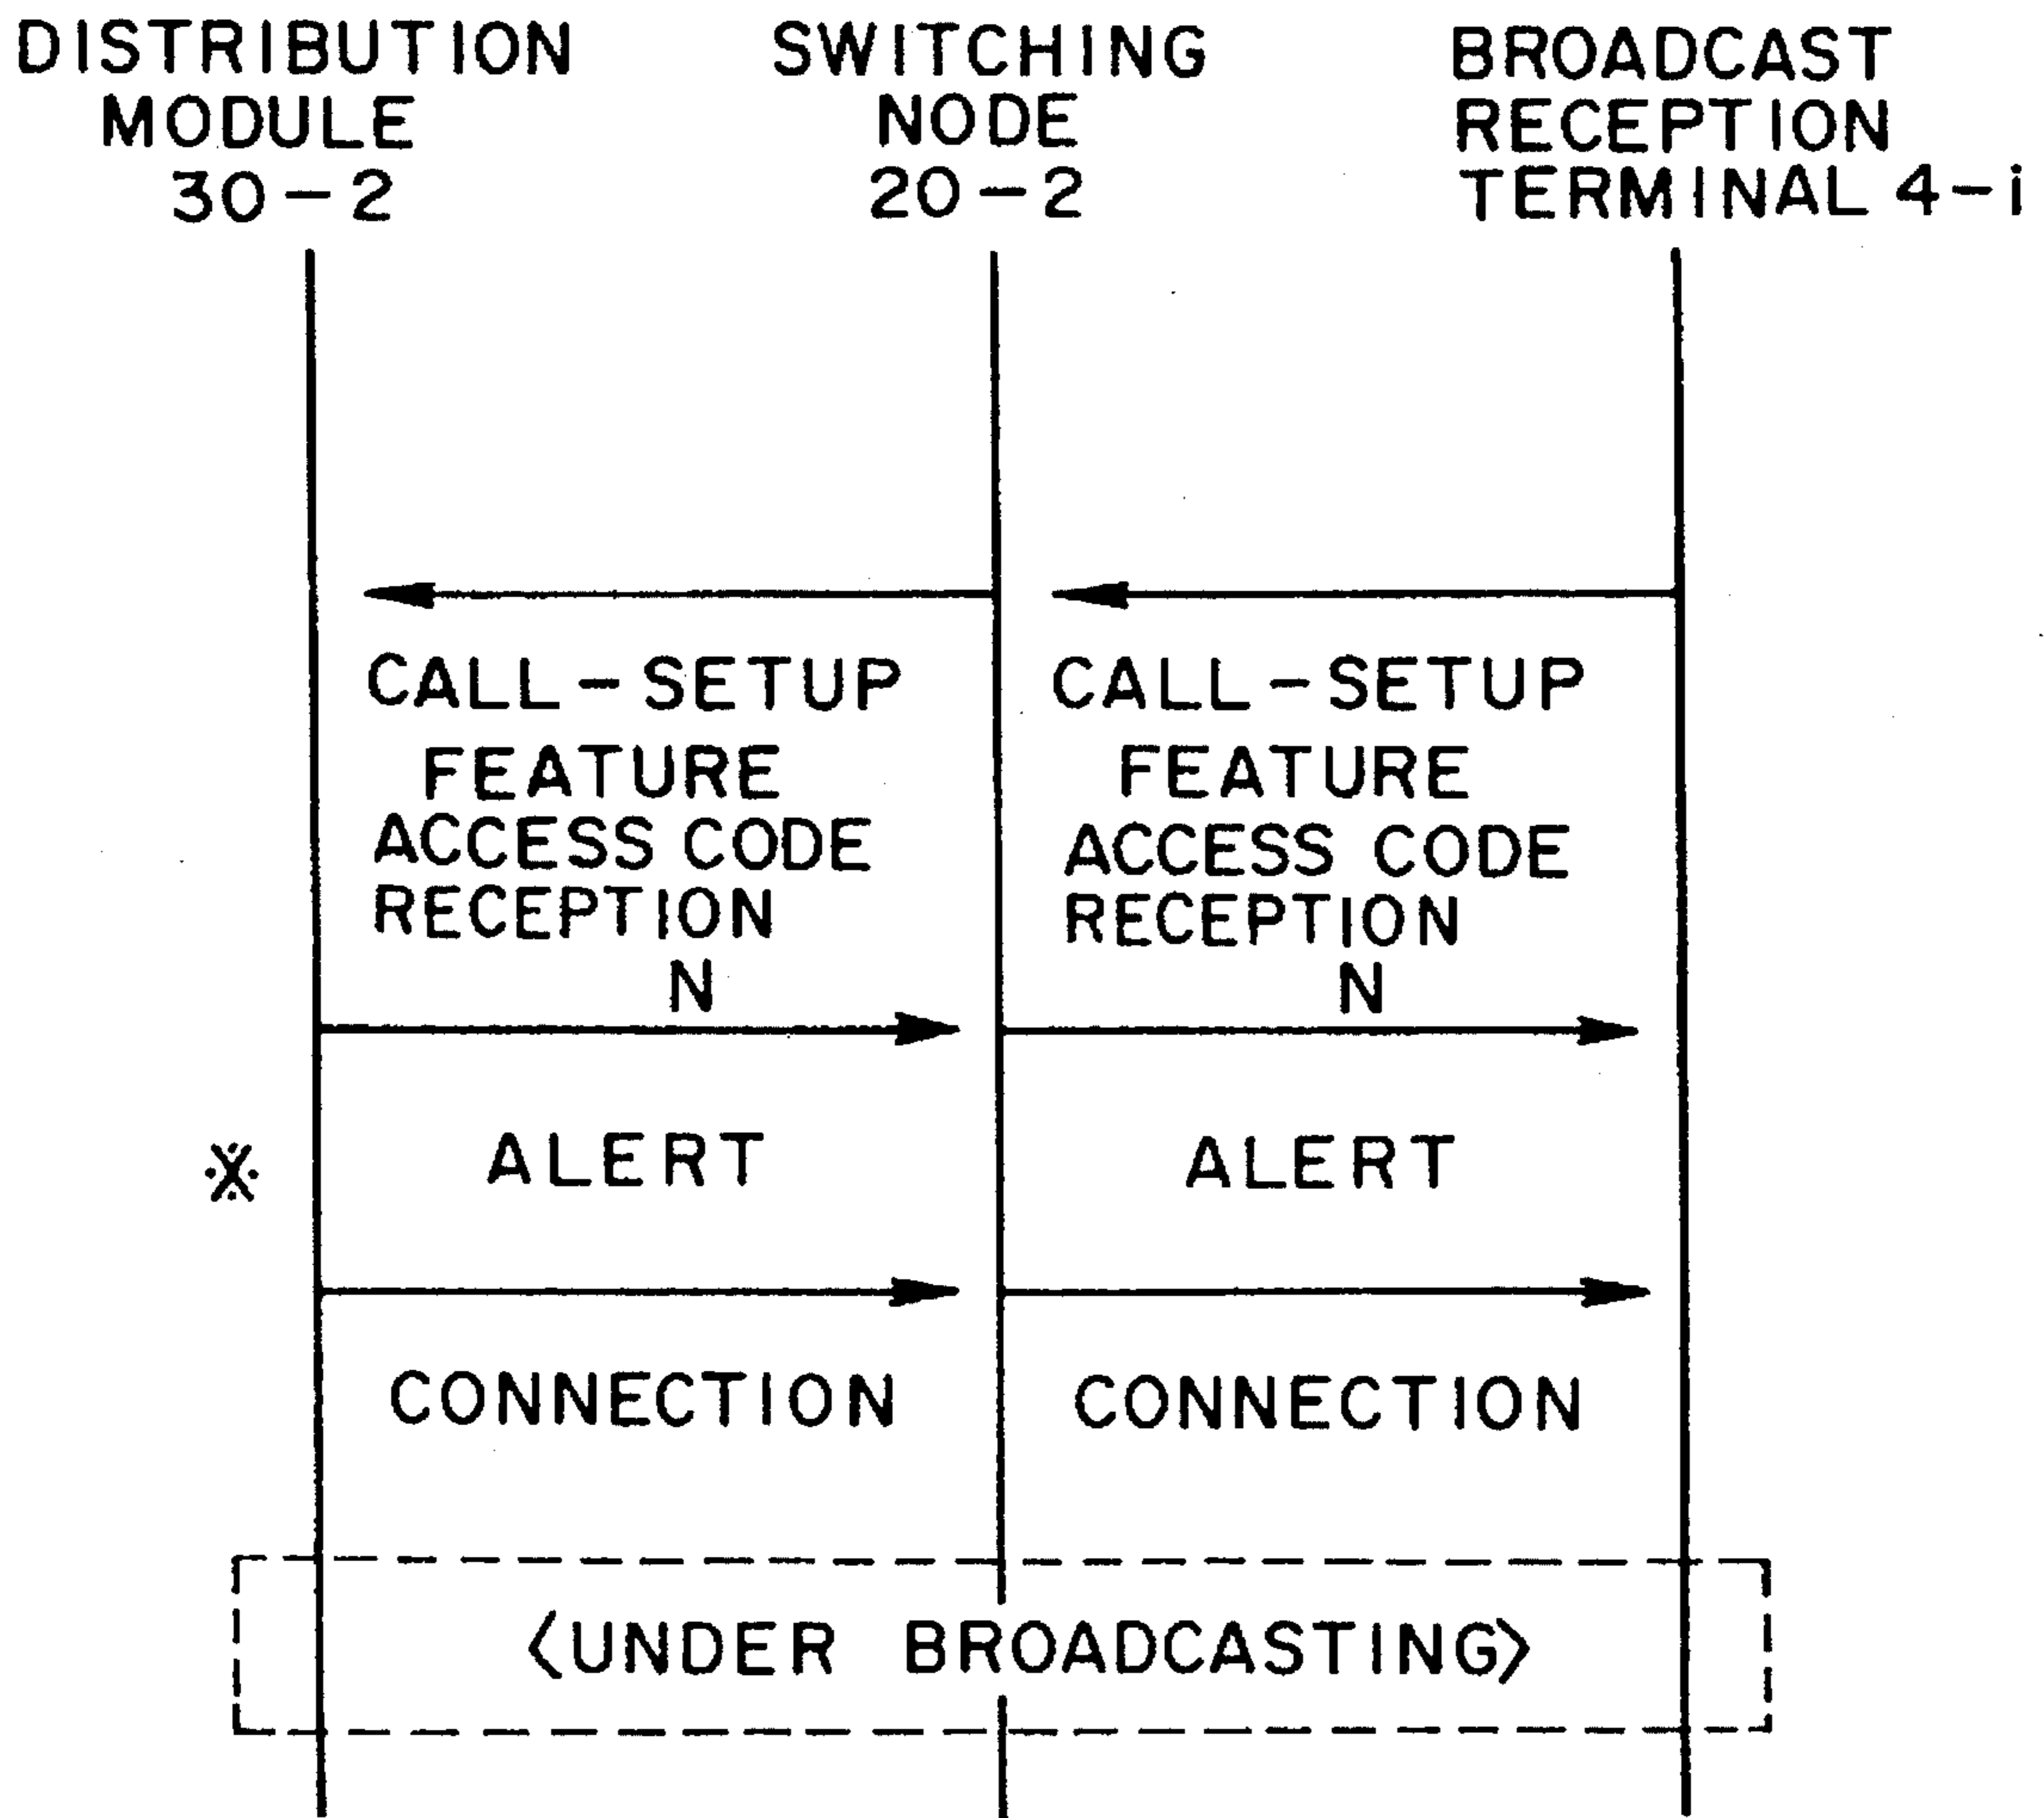 DISTRIBUTION
MODULE
30-2
SWITCHING
NODE
20-2
BROADCAST
RECEPTION
TERMINAL 4-i
CALL-SETUP
FEATURE
ACCESS CODE
RECEPTION
N
CALL-SETUP
FEATURE
ACCESS CODE
RECEPTION
N
※
ALERT
ALERT
CONNECTION
CONNECTION
〈UNDER BROADCASTING〉